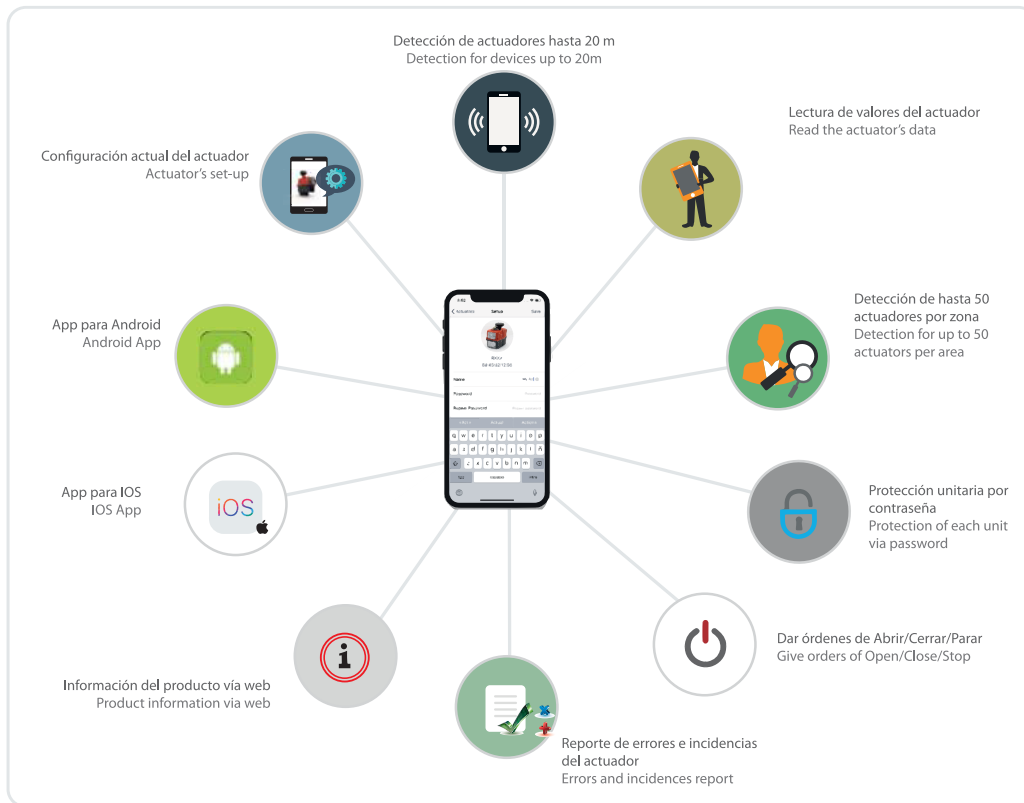 Detección de actuadores hasta 20 m
Detection for devices up to 20m
Lectura de valores del actuador
Read the actuator's data
Configuración actual del actuador
Actuator's set-up
Detección de hasta 50
actuadores por zona
Detection for up to 50
actuators per area
App para Android
Android App
Setup
Save
Name
Password
Repeat Password
q w e r t y u i o p
a s d f g h j k l ñ
z x c v b n m
App para IOS
IOS App
iOS
Protección unitaria por
contraseña
Protection of each unit
via password
Dar órdenes de Abrir/Cerrar/Parar
Give orders of Open/Close/Stop
i
Información del producto vía web
Product information via web
Reporte de errores e incidencias
del actuador
Errors and incidences report